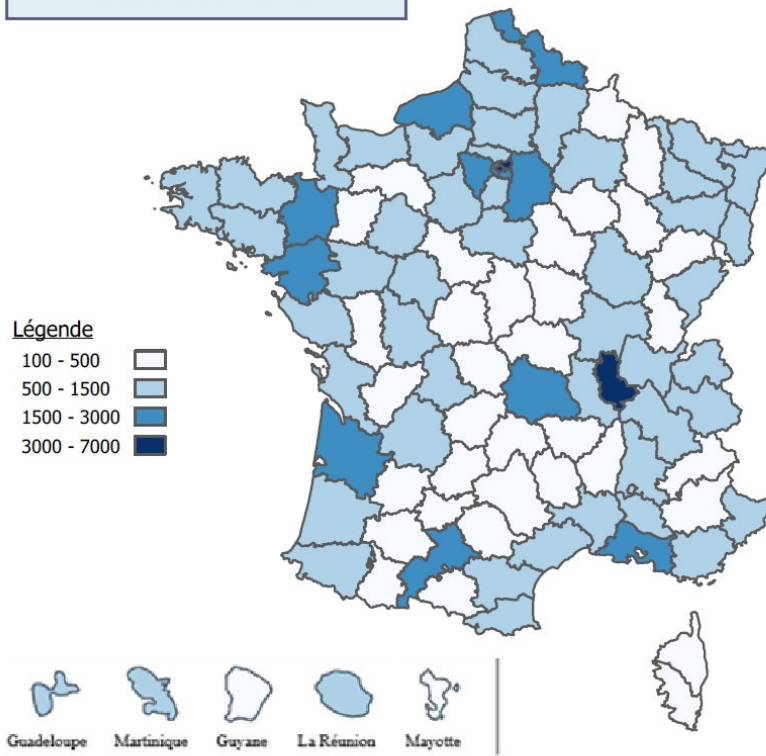 Légende
100 - 500
500 - 1500
1500 - 3000
3000 - 7000
Guadeloupe Martinique Guyane La Réunion Mayotte